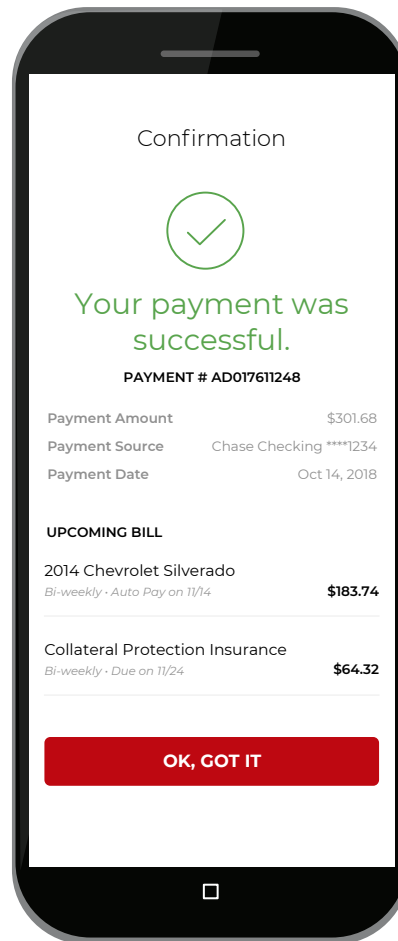 Confirmation
Your payment was
successful.
PAYMENT # AD017611248
Payment Amount $301.68
Payment Source Chase Checking ****1234
Payment Date Oct 14, 2018
UPCOMING BILL
2014 Chevrolet Silverado
Bi-weekly • Auto Pay on 11/14 $183.74
Collateral Protection Insurance
Bi-weekly • Due on 11/24 $64.32
OK, GOT IT